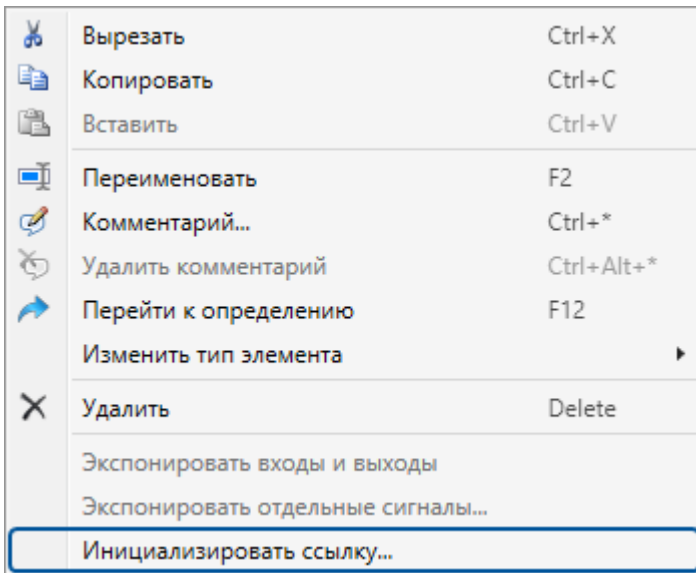 Вырезать Ctrl+X
Копировать Ctrl+C
Вставить Ctrl+V
Переименовать F2
Комментарий... Ctrl+*
Удалить комментарий Ctrl+Alt+*
Перейти к определению F12
Изменить тип элемента
Удалить Delete
Экспонировать входы и выходы
Экспонировать отдельные сигналы...
Инициализировать ссылку...